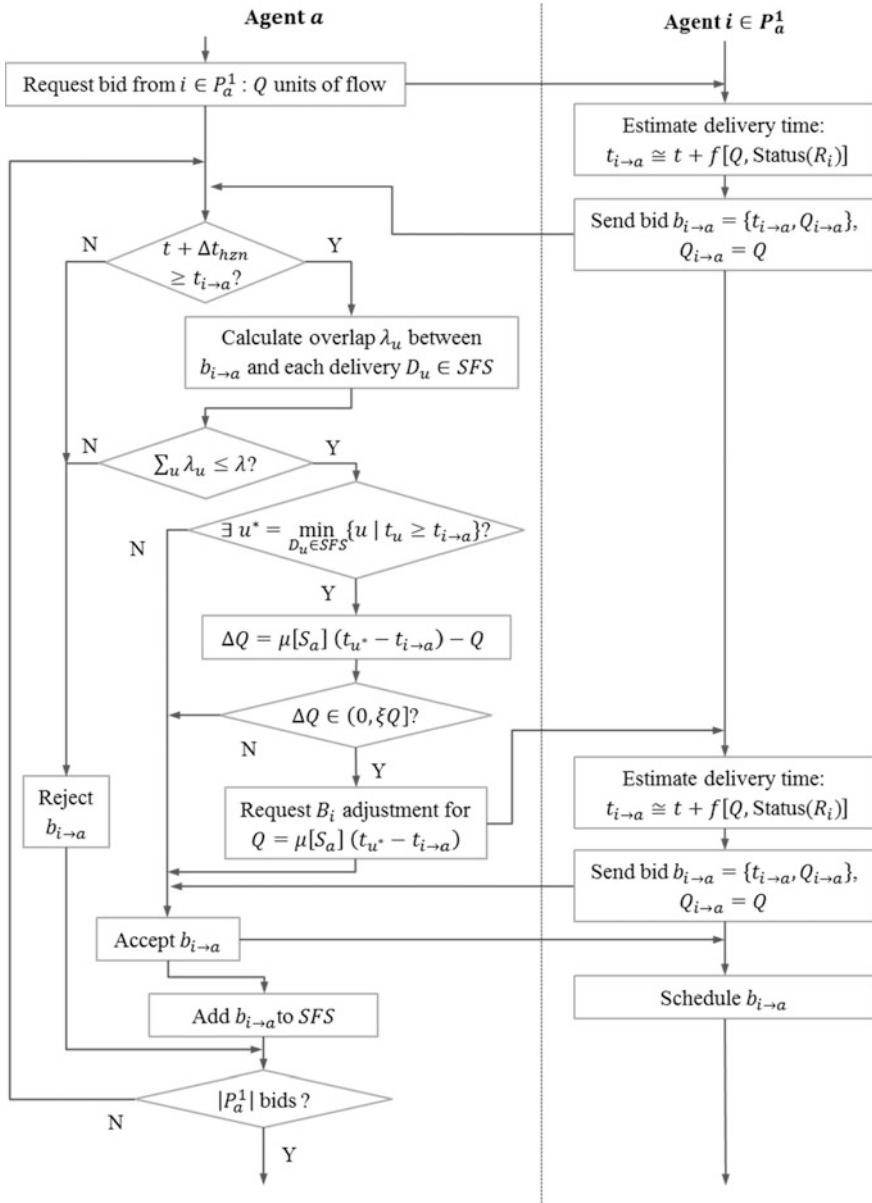 Agent a
Agent i ∈ P_a^1
Request bid from i ∈ P_a^1 : Q units of flow
Estimate delivery time:
t_{i→a} ≅ t + f[Q, Status(R_i)]
Send bid b_{i→a} = {t_{i→a}, Q_{i→a}},
Q_{i→a} = Q
N
t + Δt_{hzn}
≥ t_{i→a}?
Y
Calculate overlap λ_u between
b_{i→a} and each delivery D_u ∈ SFS
N
∑_u λ_u ≤ λ?
Y
∃ u* = min_{D_u∈SFS}{u | t_u ≥ t_{i→a}}?
N
Y
ΔQ = μ[S_a] (t_{u*} − t_{i→a}) − Q
ΔQ ∈ (0, ξQ]?
N
Y
Reject
b_{i→a}
Request B_i adjustment for
Q = μ[S_a] (t_{u*} − t_{i→a})
Estimate delivery time:
t_{i→a} ≅ t + f[Q, Status(R_i)]
Send bid b_{i→a} = {t_{i→a}, Q_{i→a}},
Q_{i→a} = Q
Accept b_{i→a}
Schedule b_{i→a}
Add b_{i→a} to SFS
|P_a^1| bids ?
N
Y